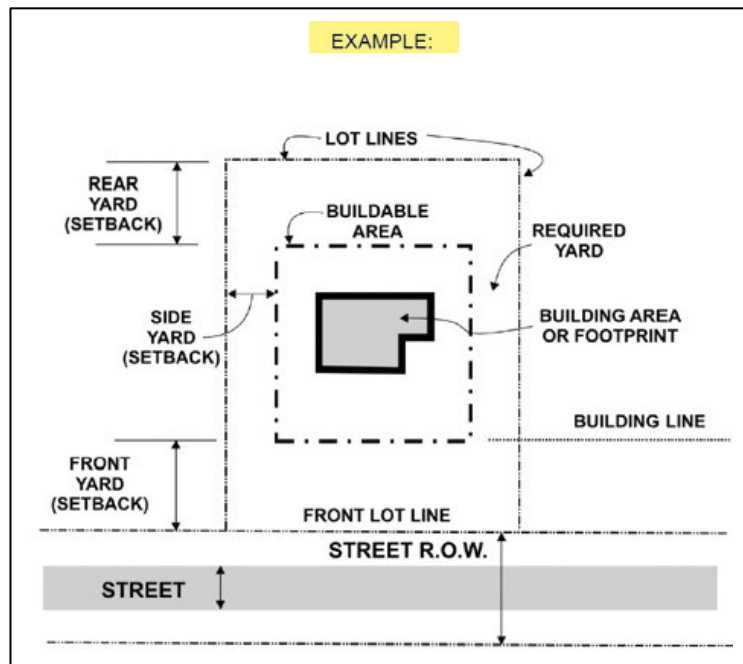 EXAMPLE:
LOT LINES
REAR
YARD
(SETBACK)
BUILDABLE
AREA
REQUIRED
YARD
SIDE
YARD
(SETBACK)
BUILDING AREA
OR FOOTPRINT
BUILDING LINE
FRONT
YARD
(SETBACK)
FRONT LOT LINE
STREET R.O.W.
STREET